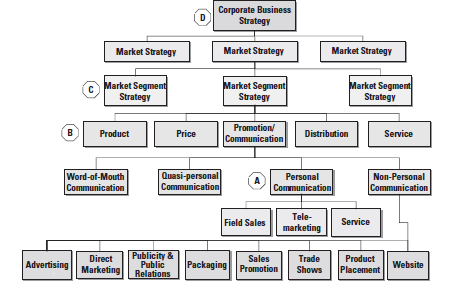 D
Corporate Business
Strategy
Market Strategy
Market Strategy
Market Strategy
C
Market Segment
Strategy
Market Segment
Strategy
Market Segment
Strategy
B
Product
Price
Promotion/
Communication
Distribution
Service
Word-of-Mouth
Communication
Quasi-personal
Communication
A
Personal
Communication
Non-Personal
Communication
Field Sales
Tele-
marketing
Service
Advertising
Direct
Marketing
Publicity &
Public
Relations
Packaging
Sales
Promotion
Trade
Shows
Product
Placement
Website